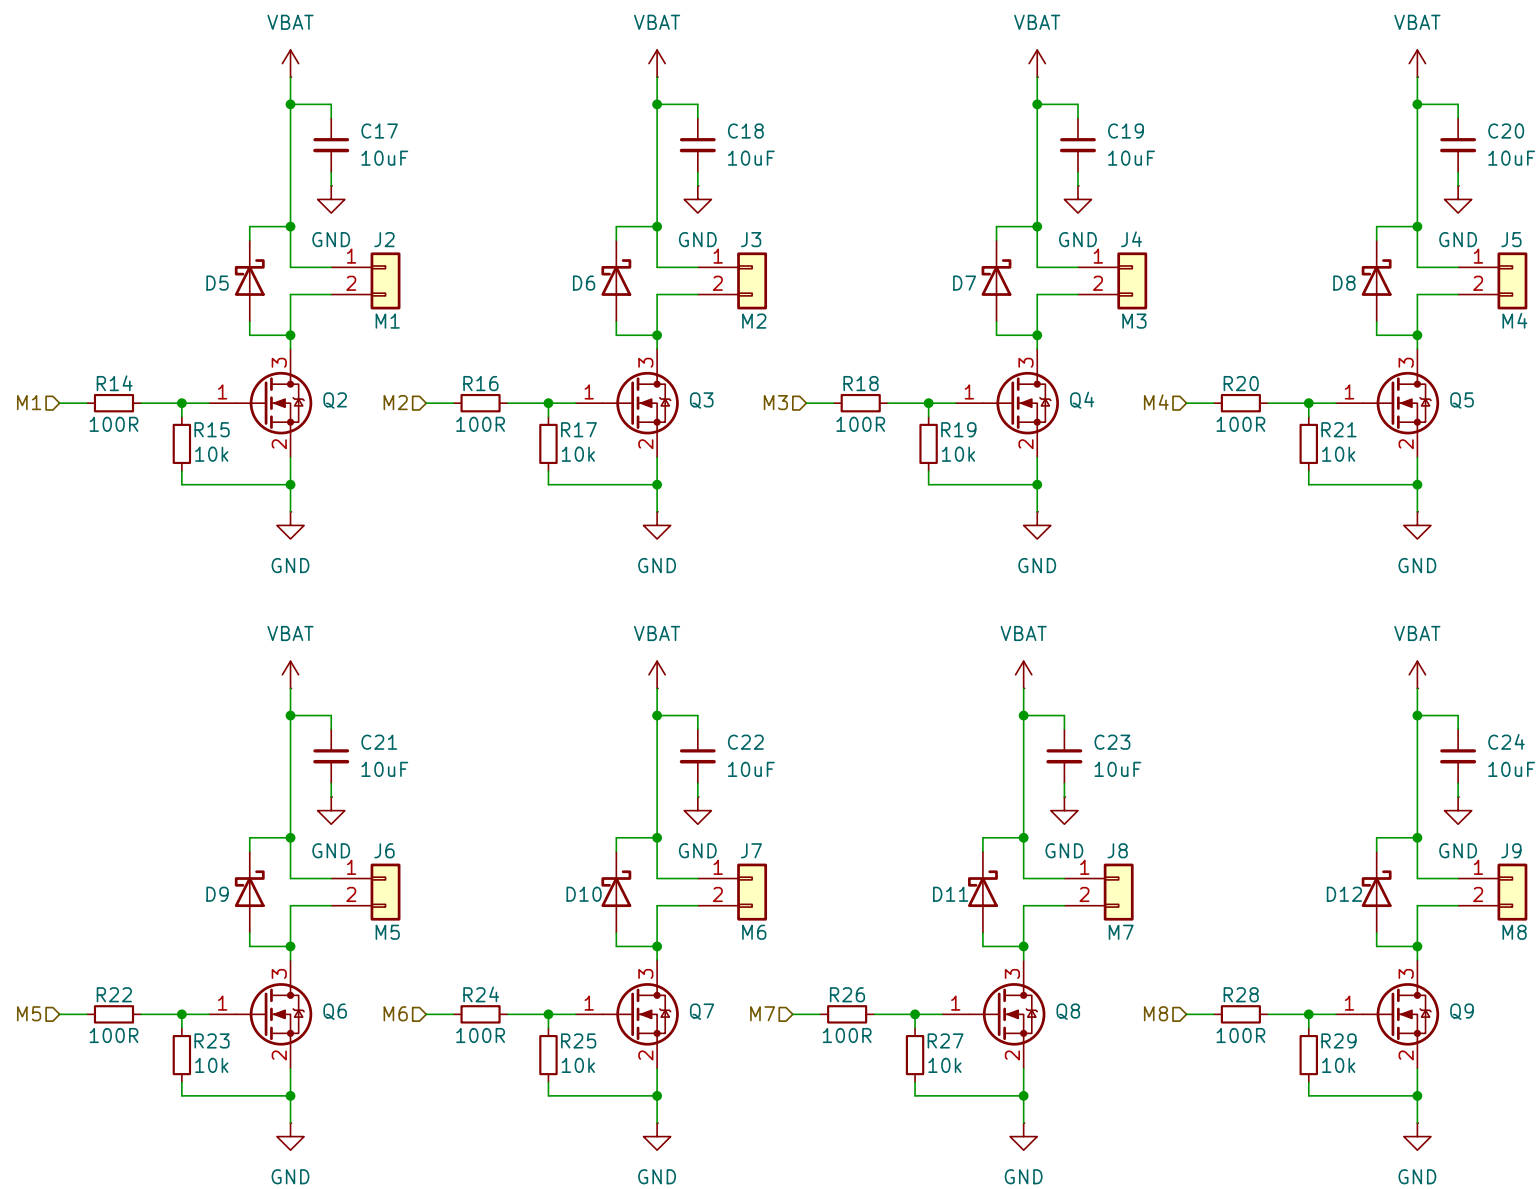 VBAT VBAT VBAT VBAT
C17 C18 C19 C20
10uF 10uF 10uF 10uF
GND J2 GND J3 GND J4 GND J5
1 1 1 1
D5 2 D6 2 D7 2 D8 2
M1 M2 M3 M4
3 3 3 3
M1 R14 1 Q2 M2 R16 1 Q3 M3 R18 1 Q4 M4 R20 1 Q5
100R 100R 100R 100R
R15 2 R17 2 R19 2 R21 2
10k 10k 10k 10k
GND GND GND GND
VBAT VBAT VBAT VBAT
C21 C22 C23 C24
10uF 10uF 10uF 10uF
GND J6 GND J7 GND J8 GND J9
1 1 1 1
D9 2 D10 2 D11 2 D12 2
M5 M6 M7 M8
3 3 3 3
M5 R22 1 Q6 M6 R24 1 Q7 M7 R26 1 Q8 M8 R28 1 Q9
100R 100R 100R 100R
R23 2 R25 2 R27 2 R29 2
10k 10k 10k 10k
GND GND GND GND